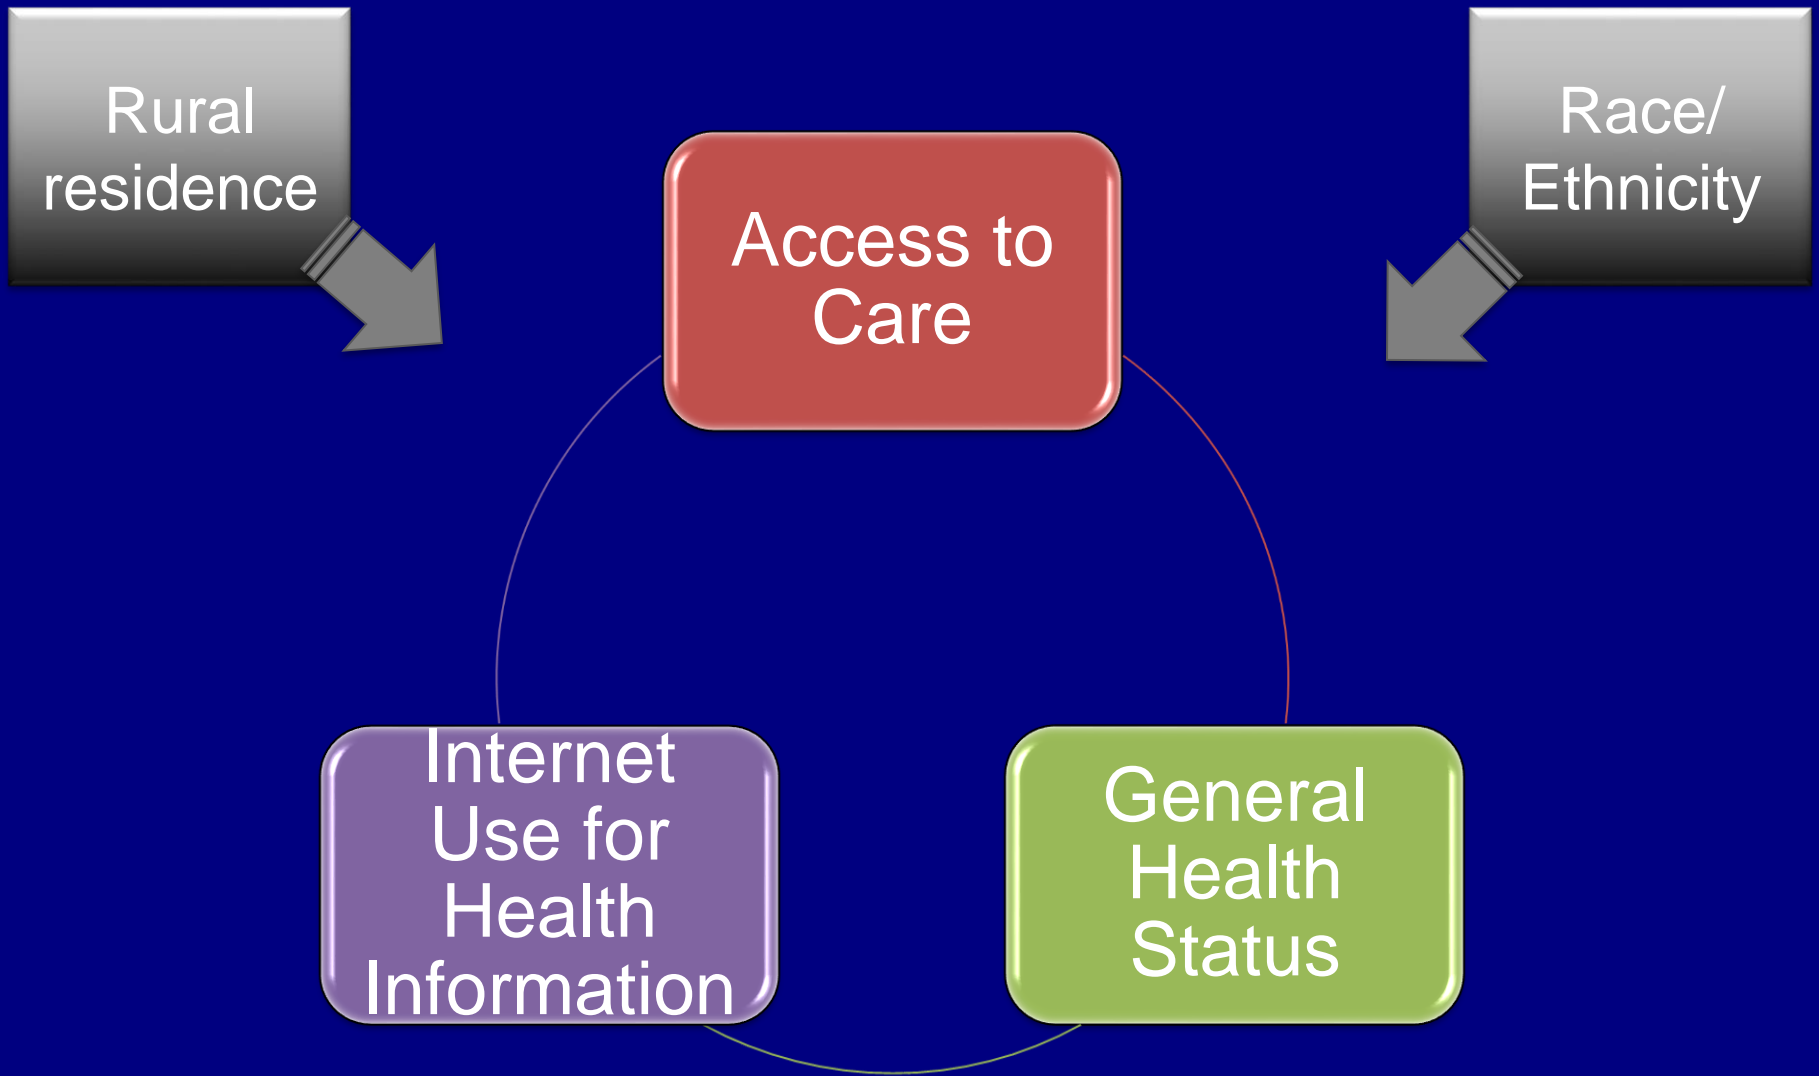 Rural
residence
Race/
Ethnicity
Access to
Care
Internet
Use for
Health
Information
General
Health
Status